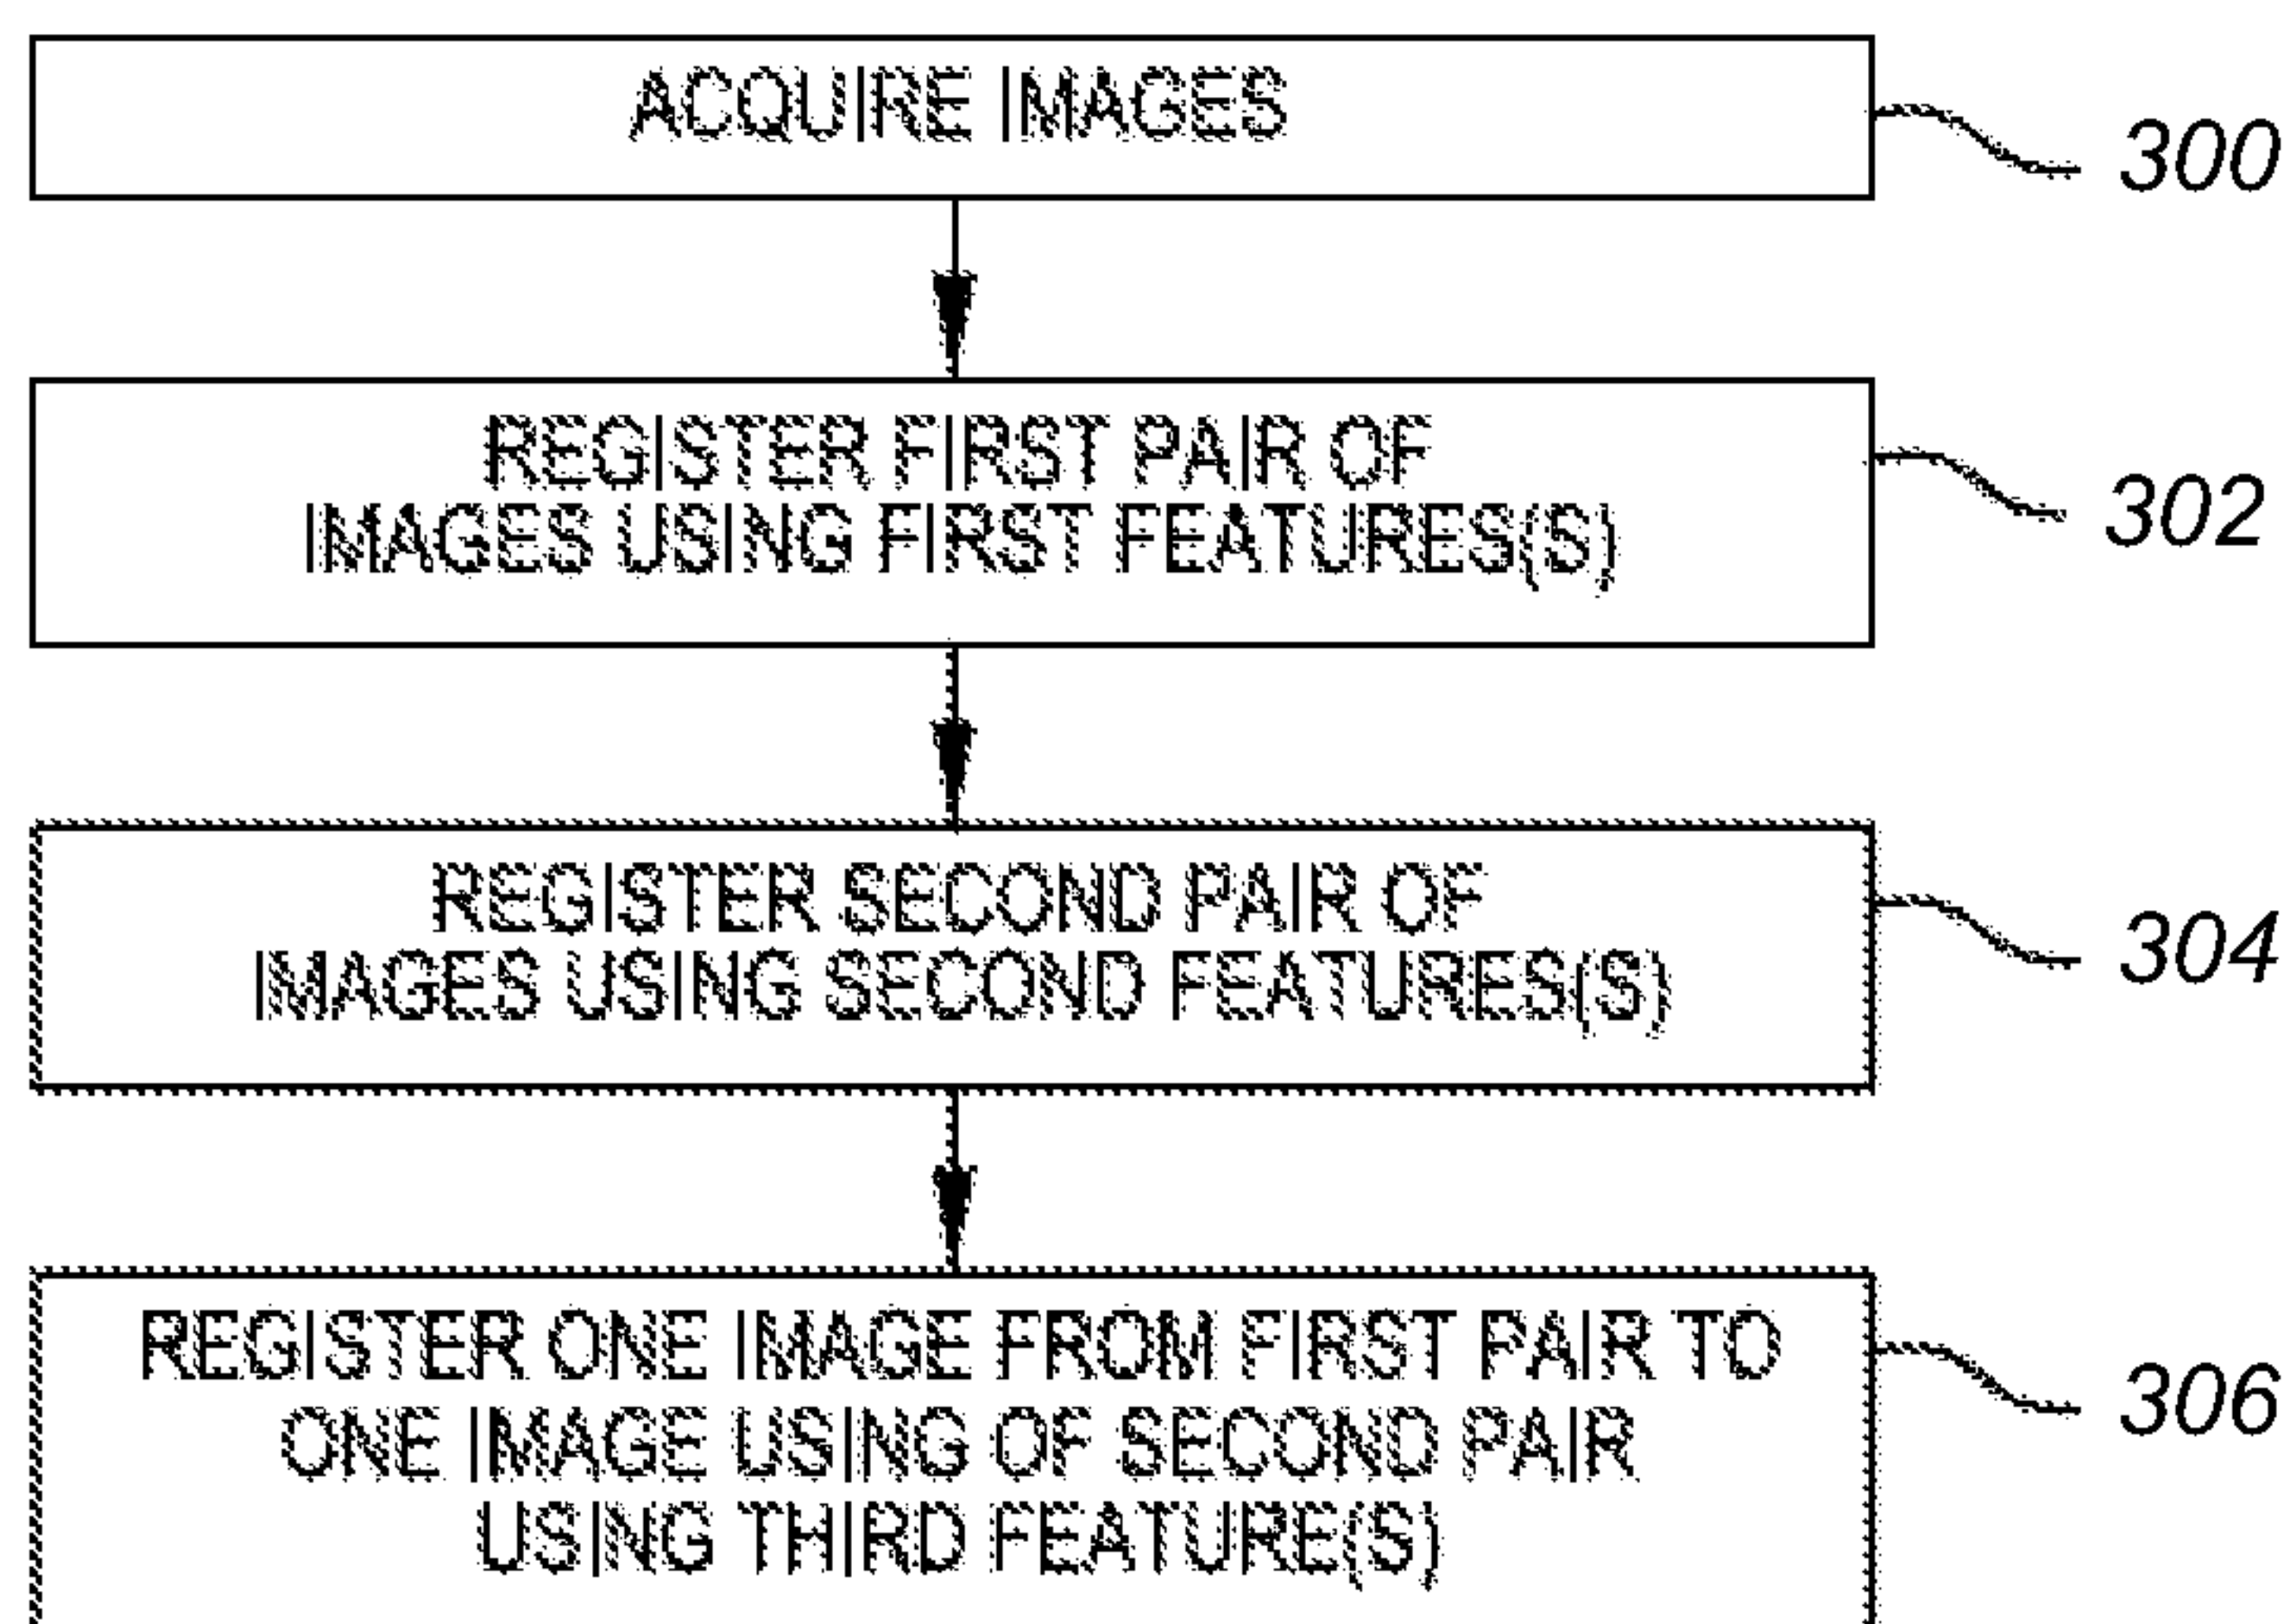 ACQUIRE IMAGES
300
REGISTER FIRST PAIR OF
IMAGES USING FIRST FEATURES(S)
302
REGISTER SECOND PAIR OF
IMAGES USING SECOND FEATURES(S)
304
REGISTER ONE IMAGE FROM FIRST PAIR TO
ONE IMAGE USING OF SECOND PAIR
USING THIRD FEATURE(S)
306